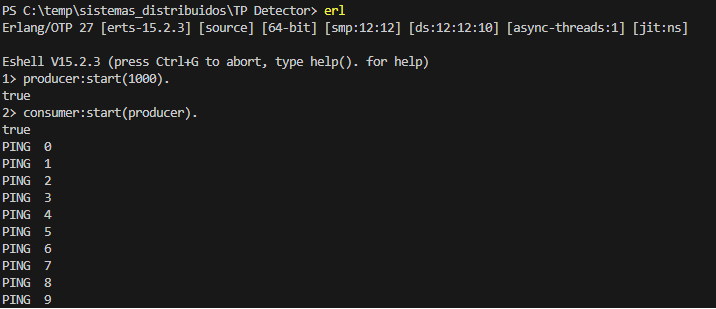 PS C:\temp\sistemas_distribuidos\TP Detector> erl
Erlang/OTP 27 [erts-15.2.3] [source] [64-bit] [smp:12:12] [ds:12:12:10] [async-threads:1] [jit:ns]
Eshell V15.2.3 (press Ctrl+G to abort, type help(). for help)
1> producer:start(1000).
true
2> consumer:start(producer).
true
PING  0
PING  1
PING  2
PING  3
PING  4
PING  5
PING  6
PING  7
PING  8
PING  9